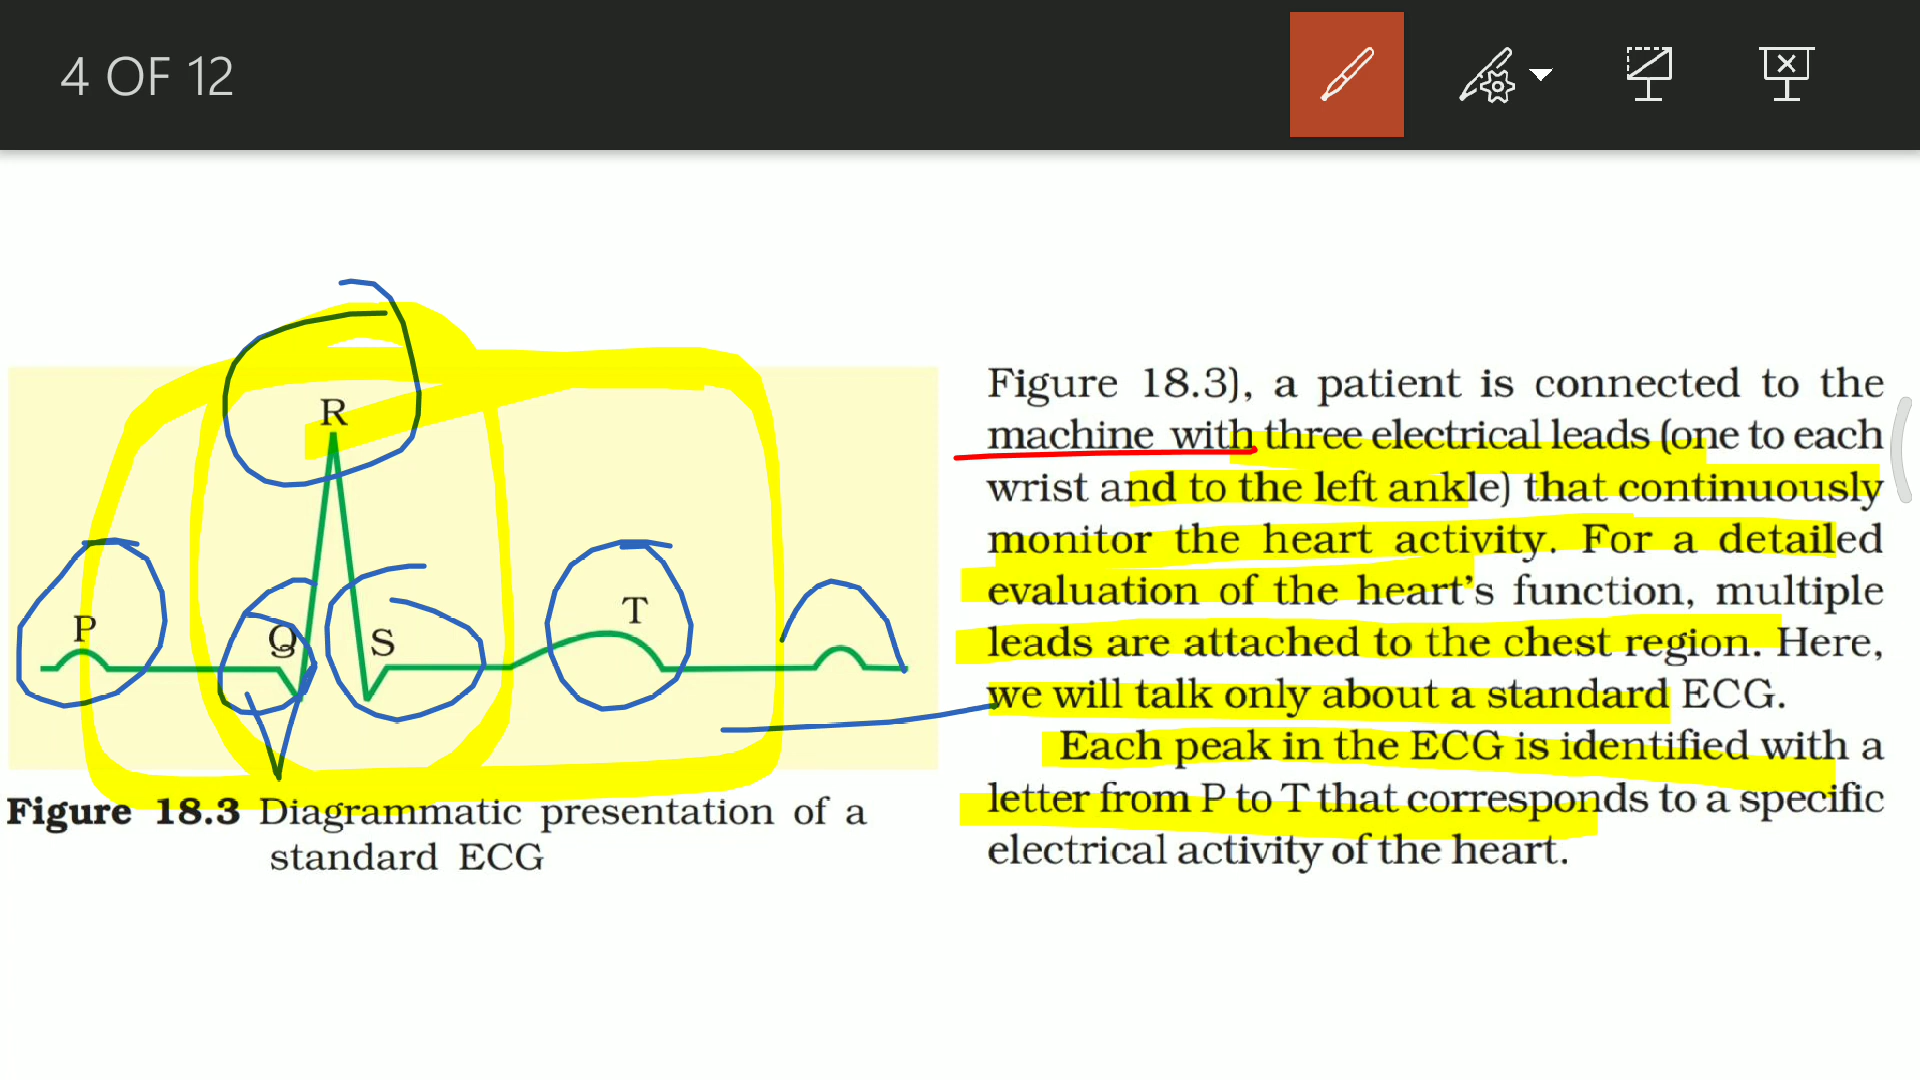 4 OF 12
R
P
Q
S
T
Figure 18.3 Diagrammatic presentation of a
standard ECG
Figure 18.3), a patient is connected to the
machine with three electrical leads (one to each
wrist and to the left ankle) that continuously
monitor the heart activity. For a detailed
evaluation of the heart's function, multiple
leads are attached to the chest region. Here,
we will talk only about a standard ECG.
Each peak in the ECG is identified with a
letter from P to T that corresponds to a specific
electrical activity of the heart.